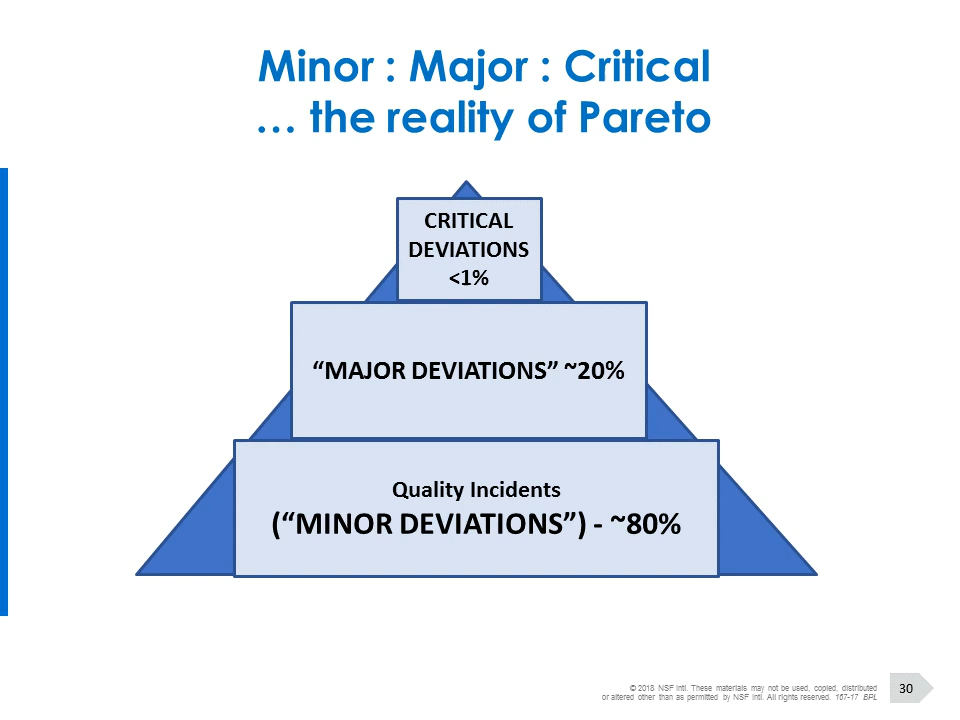 Minor : Major : Critical
… the reality of Pareto
CRITICAL
DEVIATIONS
<1%
“MAJOR DEVIATIONS” ~20%
Quality Incidents
(“MINOR DEVIATIONS”) - ~80%
© 2018 NSF Intl. These materials may not be used, copied, distributed
or altered other than as permitted by NSF Intl. All rights reserved. 167-17 BPL
30